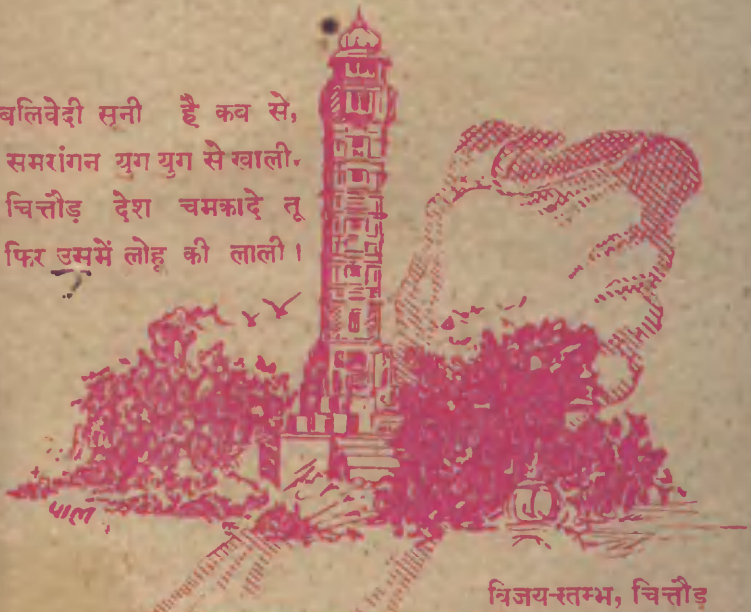 बलिवेदी सूनी है कब से,
समरांगन युग युग से खाली.
चित्तौड़ देश चमकादे तू
फिर उसमें लोहू की लाली।
पाल
विजय-स्तम्भ, चित्तौड़